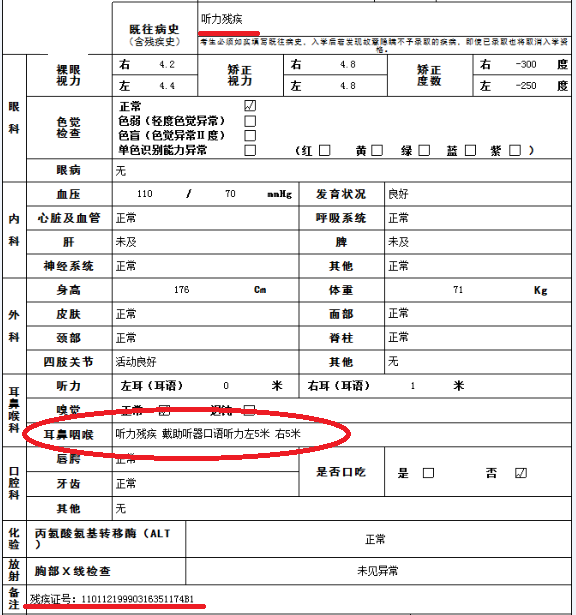 既往病史
（含残疾史）
听力残疾
考生必须如实填写既往病史，入学后若发现故意隐瞒不予录取的疾病，即使已录取也将取消入学资格。
眼科
裸眼视力 右 4.2 矫正视力 右 4.8 矫正度数 右 -300 度
左 4.4 左 4.8 左 -250 度
色觉检查
正常 ☑
色弱（轻度色觉异常） □
色盲（色觉异常Ⅱ度） □
单色识别能力异常 □ （红 □ 黄 □ 绿 □ 蓝 □ 紫 □ ）
眼病 无
内科
血压 110 / 70 mmHg 发育状况 良好
心脏及血管 正常 呼吸系统 正常
肝 未及 脾 未及
神经系统 正常 其他 正常
外科
身高 176 Cm 体重 71 Kg
皮肤 正常 面部 正常
颈部 正常 脊柱 正常
四肢关节 活动良好 其他 无
耳鼻喉科
听力 左耳（耳语） 0 米 右耳（耳语） 1 米
嗅觉 正常 ☑ 迟钝 □
耳鼻咽喉 听力残疾 戴助听器口语听力左5米 右5米
口腔科
唇腭 正常 是否口吃 是 □ 否 ☑
牙齿 正常
其他 无
化验 丙氨酸氨基转移酶（ALT） 正常
放射 胸部X线检查 未见异常
备注 残疾证号：11011219990316351174B1